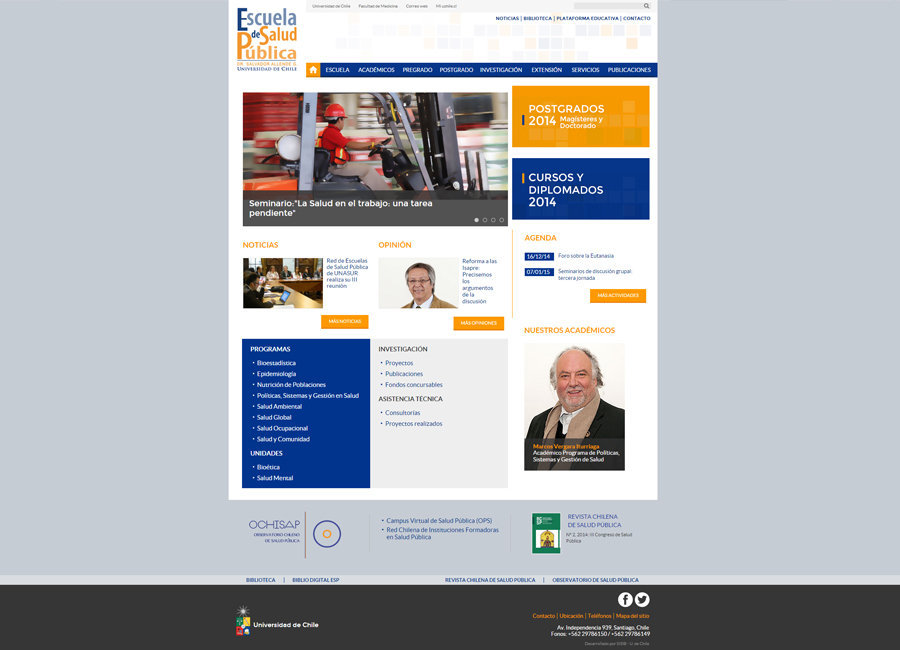 Universidad de Chile Facultad de Medicina Correo web Mi uchile.cl
NOTICIAS | BIBLIOTECA | PLATAFORMA EDUCATIVA | CONTACTO
Escuela
de Salud
Pública
DR. SALVADOR ALLENDE G.
UNIVERSIDAD DE CHILE
ESCUELA ACADÉMICOS PREGRADO POSTGRADO INVESTIGACIÓN EXTENSIÓN SERVICIOS PUBLICACIONES
Seminario:"La Salud en el trabajo: una tarea
pendiente"
POSTGRADOS
2014 Magísteres y
Doctorado
CURSOS Y
DIPLOMADOS
2014
NOTICIAS
Red de Escuelas
de Salud Pública
de UNASUR
realiza su III
reunión
MÁS NOTICIAS
OPINIÓN
Reforma a las
Isapre:
Precisemos
los
argumentos
de la
discusión
MÁS OPINIONES
AGENDA
16/12/14 Foro sobre la Eutanasia
07/01/15 Seminarios de discusión grupal:
tercera jornada
MÁS ACTIVIDADES
NUESTROS ACADÉMICOS
Marcos Vergara Iturriaga
Académico Programa de Políticas,
Sistemas y Gestión de Salud
PROGRAMAS
• Bioestadística
• Epidemiología
• Nutrición de Poblaciones
• Políticas, Sistemas y Gestión en Salud
• Salud Ambiental
• Salud Global
• Salud Ocupacional
• Salud y Comunidad
UNIDADES
• Bioética
• Salud Mental
INVESTIGACIÓN
• Proyectos
• Publicaciones
• Fondos concursables
ASISTENCIA TÉCNICA
• Consultorías
• Proyectos realizados
OCHISAP
OBSERVATORIO CHILENO
DE SALUD PÚBLICA
• Campus Virtual de Salud Pública (OPS)
• Red Chilena de Instituciones Formadoras
en Salud Pública
REVISTA CHILENA
DE SALUD PÚBLICA
Nº 2, 2014: III Congreso de Salud
Pública
BIBLIOTECA | BIBLIO DIGITAL ESP
REVISTA CHILENA DE SALUD PÚBLICA | OBSERVATORIO DE SALUD PÚBLICA
Universidad de Chile
Contacto | Ubicación | Teléfonos | Mapa del sitio
Av. Independencia 939, Santiago, Chile
Fonos: +562 29786150 / +562 29786149